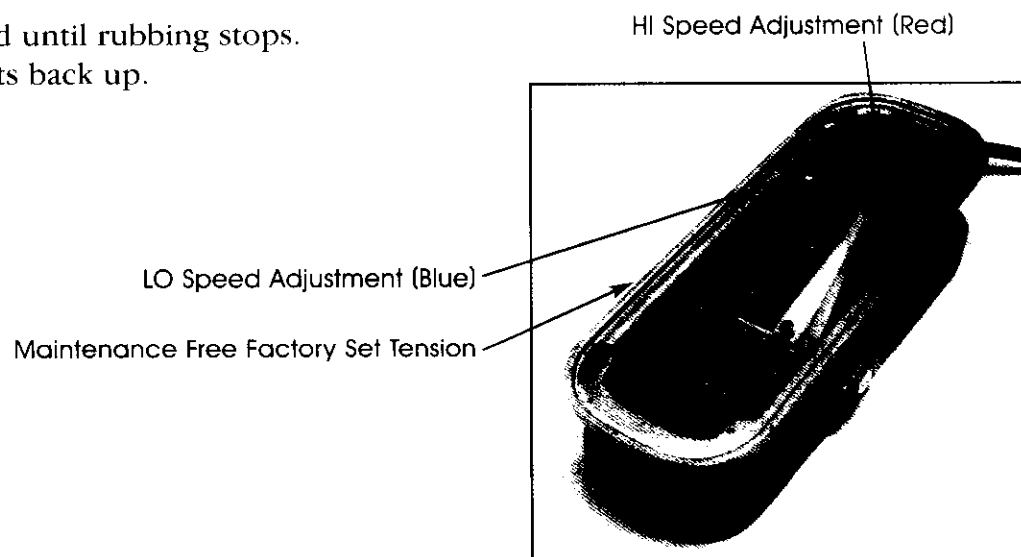 d until rubbing stops.
ts back up.
HI Speed Adjustment (Red)
LO Speed Adjustment (Blue)
Maintenance Free Factory Set Tension